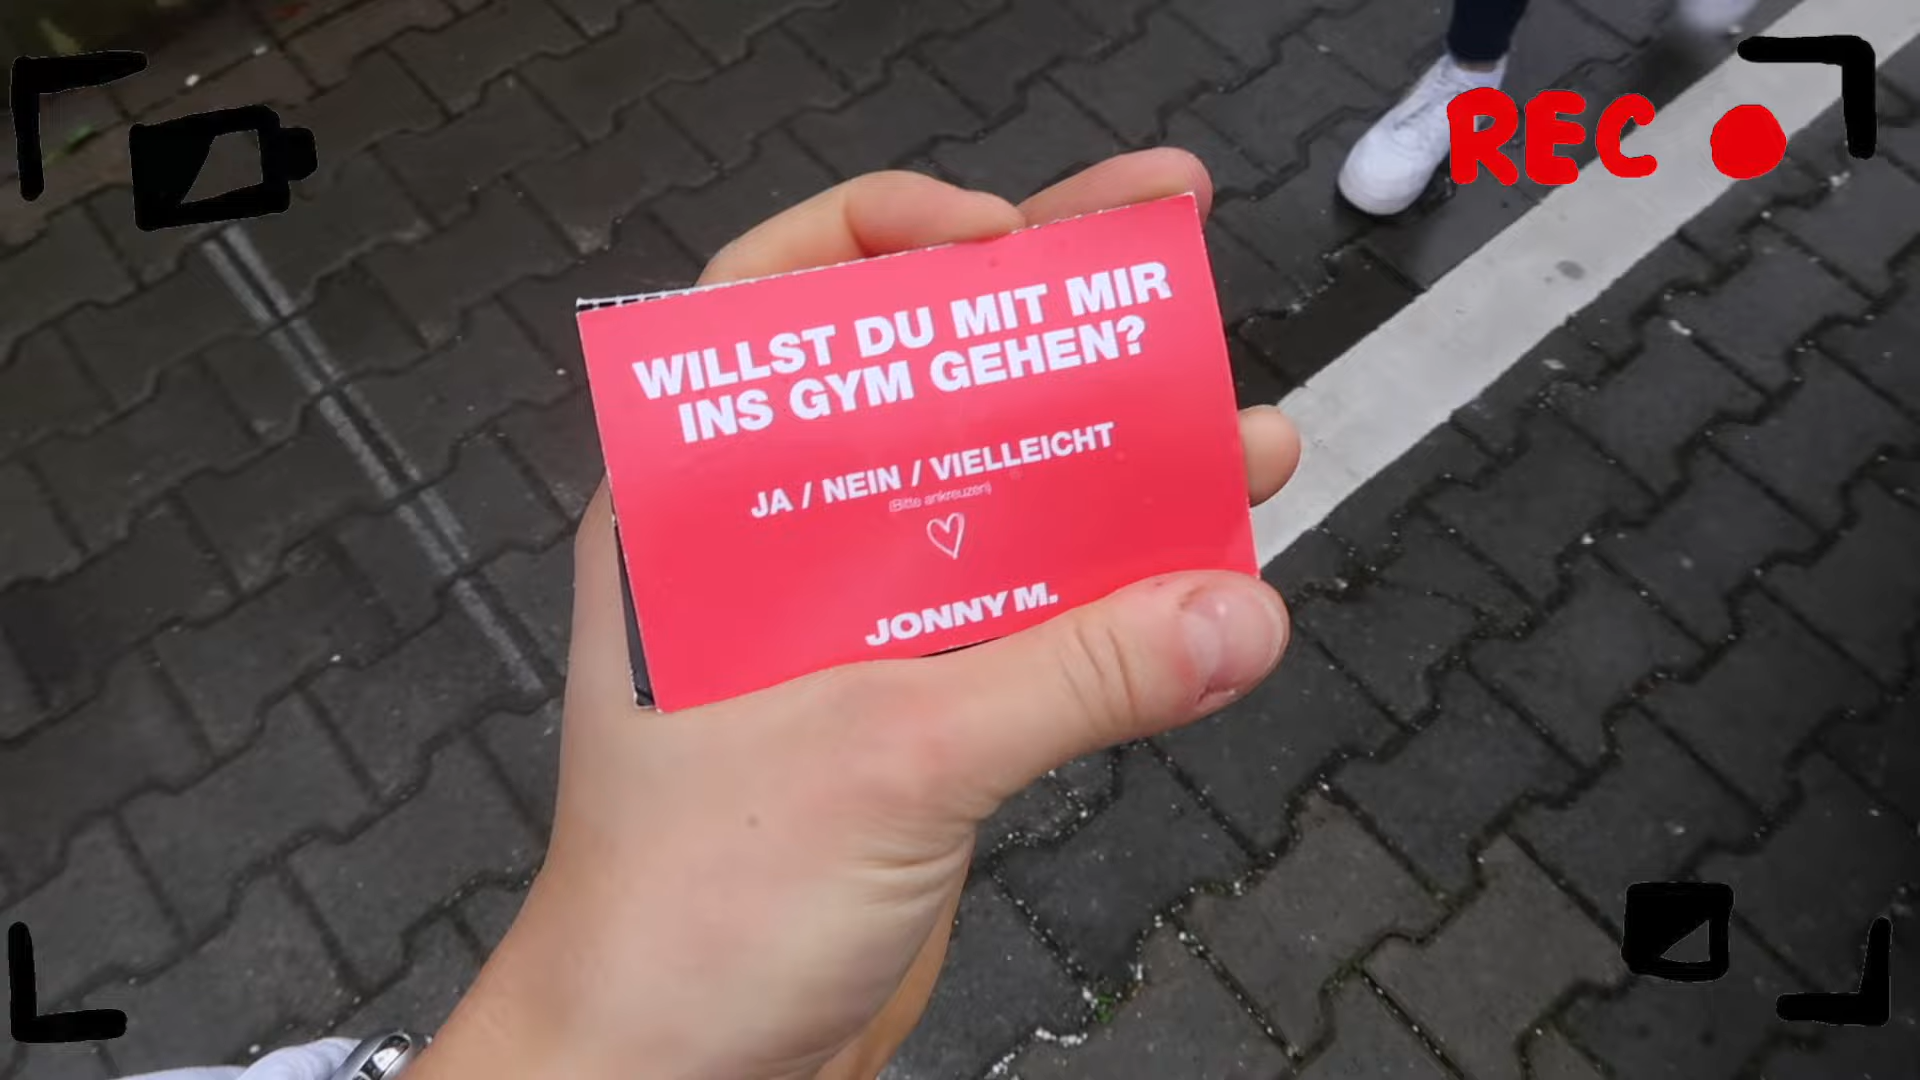 REC
WILLST DU MIT MIR
INS GYM GEHEN?
JA / NEIN / VIELLEICHT
(Bitte ankreuzen)
JONNY M.